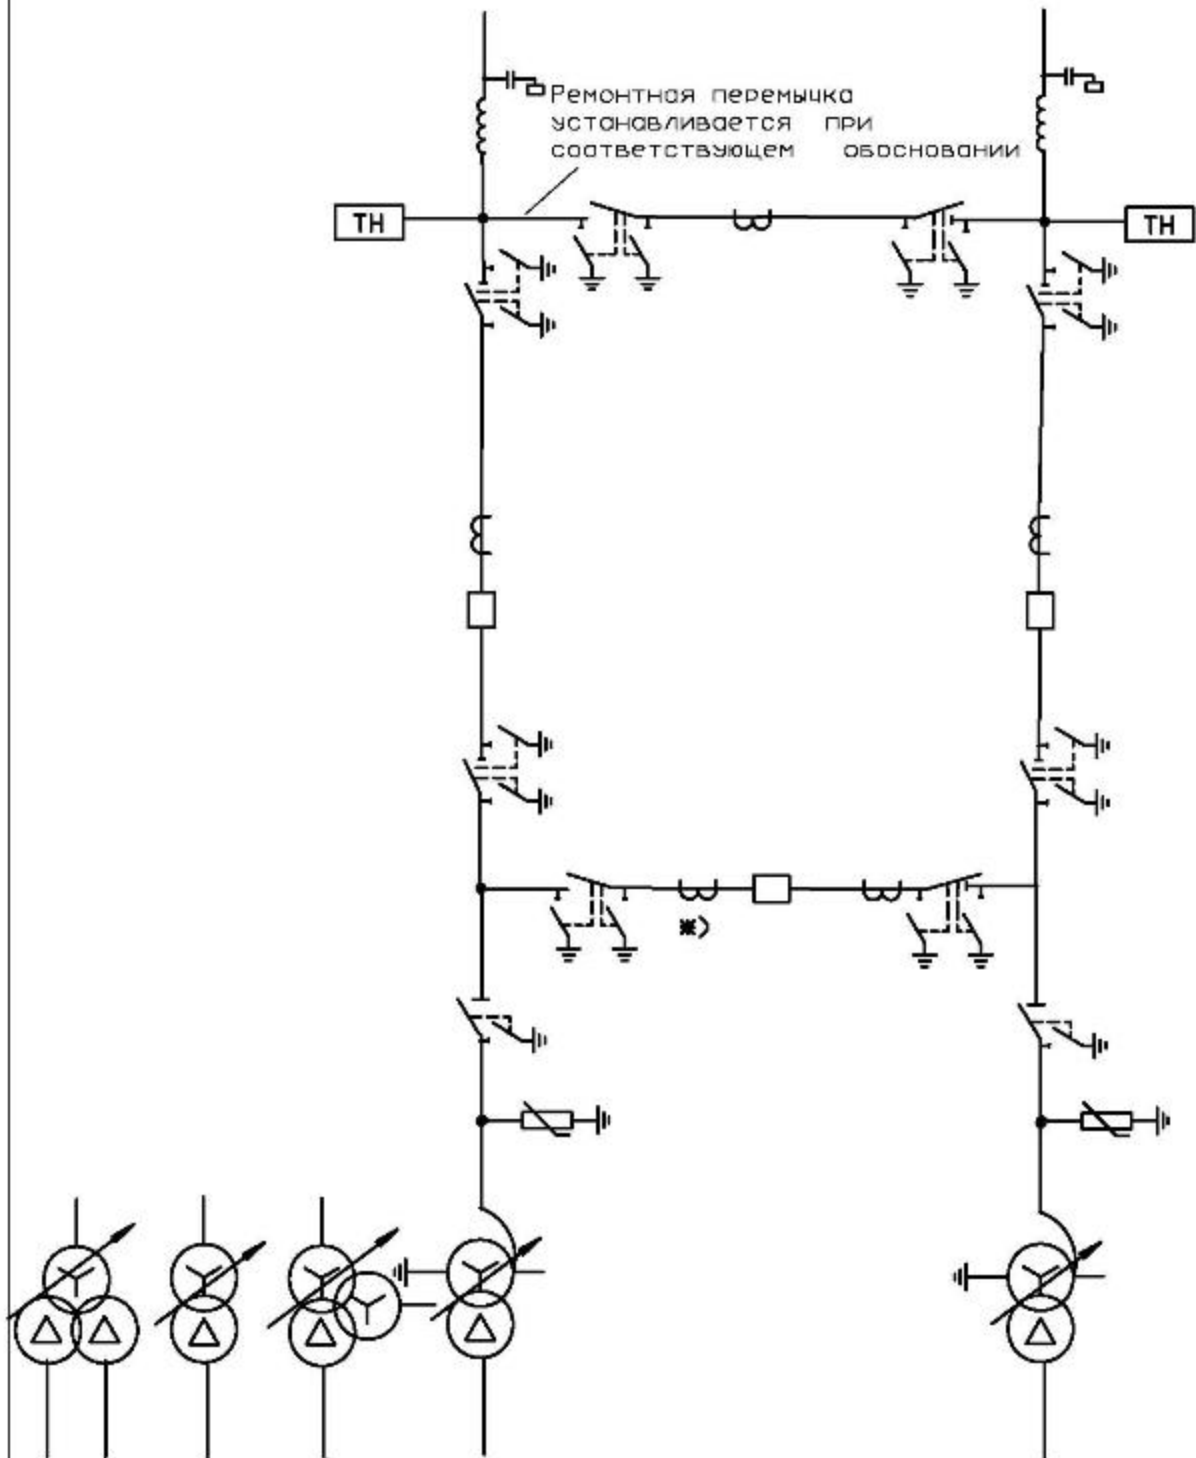 Ремонтная перемычка
устанавливается при
соответствующем обосновании
ТН
ТН
ж)